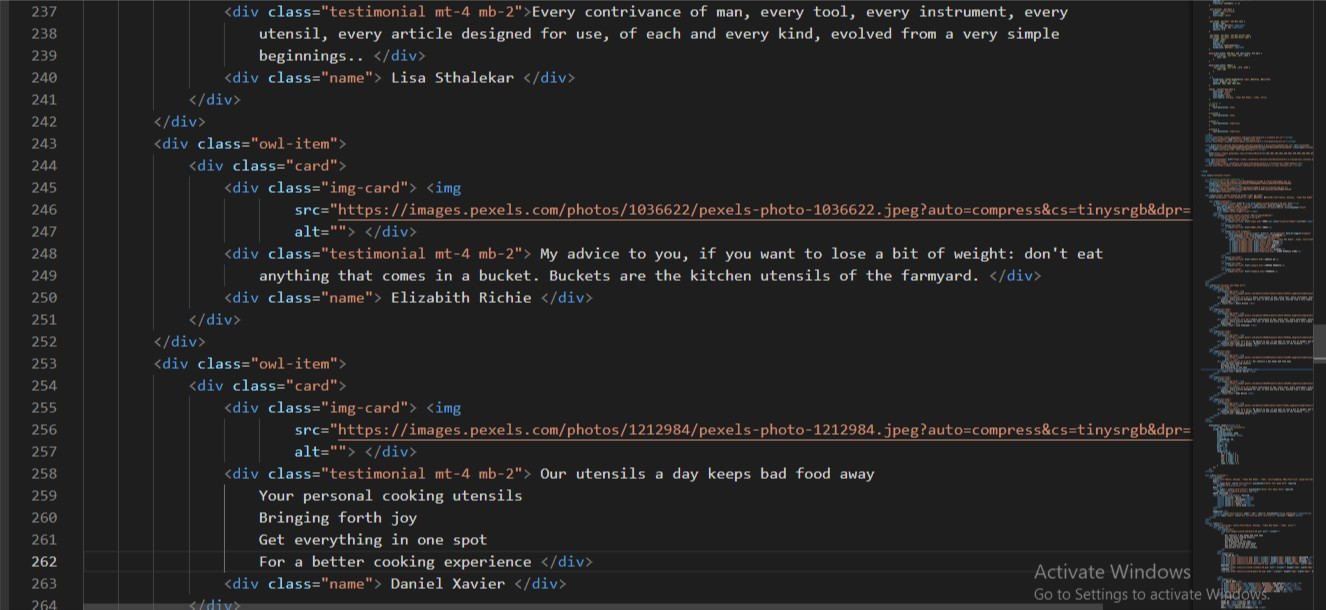 237 <div class="testimonial mt-4 mb-2">Every contrivance of man, every tool, every instrument, every
238 utensil, every article designed for use, of each and every kind, evolved from a very simple
239 beginnings.. </div>
240 <div class="name"> Lisa Sthalekar </div>
241 </div>
242 </div>
243 <div class="owl-item">
244 <div class="card">
245 <div class="img-card"> <img
246 src="https://images.pexels.com/photos/1036622/pexels-photo-1036622.jpeg?auto=compress&cs=tinysrgb&dpr=
247 alt=""> </div>
248 <div class="testimonial mt-4 mb-2"> My advice to you, if you want to lose a bit of weight: don't eat
249 anything that comes in a bucket. Buckets are the kitchen utensils of the farmyard. </div>
250 <div class="name"> Elizabith Richie </div>
251 </div>
252 </div>
253 <div class="owl-item">
254 <div class="card">
255 <div class="img-card"> <img
256 src="https://images.pexels.com/photos/1212984/pexels-photo-1212984.jpeg?auto=compress&cs=tinysrgb&dpr=
257 alt=""> </div>
258 <div class="testimonial mt-4 mb-2"> Our utensils a day keeps bad food away
259 Your personal cooking utensils
260 Bringing forth joy
261 Get everything in one spot
262 For a better cooking experience </div>
263 <div class="name"> Daniel Xavier </div>
264 </div>
Activate Windows
Go to Settings to activate Windows.